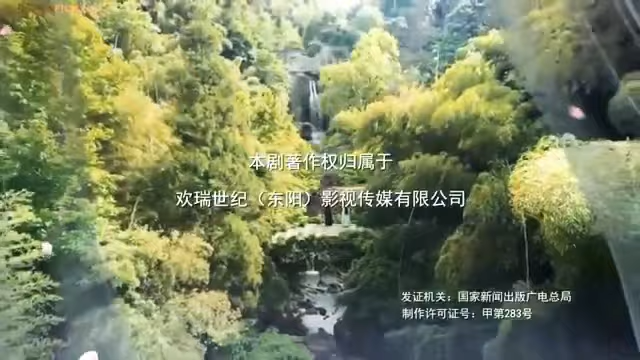 本剧著作权归属于
欢瑞世纪（东阳）影视传媒有限公司
发证机关：国家新闻出版广电总局
制作许可证号：甲第283号